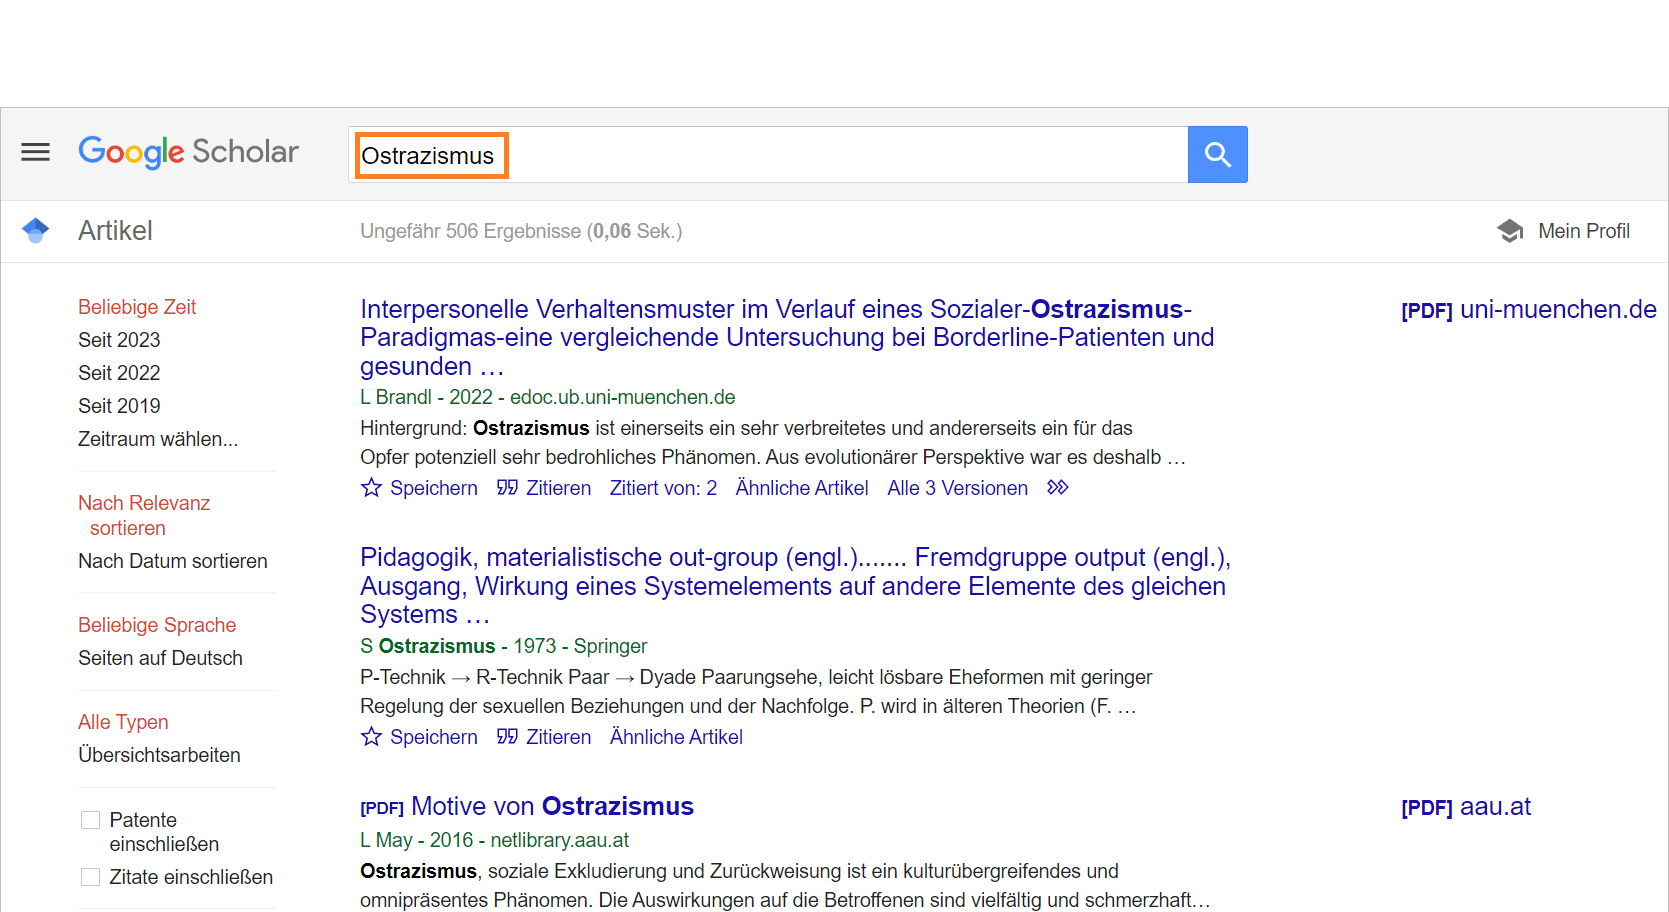 Google Scholar
Ostrazismus
Artikel
Ungefähr 506 Ergebnisse (0,06 Sek.)
Mein Profil
Beliebige Zeit
Seit 2023
Seit 2022
Seit 2019
Zeitraum wählen...
Nach Relevanz
sortieren
Nach Datum sortieren
Beliebige Sprache
Seiten auf Deutsch
Alle Typen
Übersichtsarbeiten
Patente
einschließen
Zitate einschließen
Interpersonelle Verhaltensmuster im Verlauf eines Sozialer-Ostrazismus-
Paradigmas-eine vergleichende Untersuchung bei Borderline-Patienten und
gesunden …
L Brandl - 2022 - edoc.ub.uni-muenchen.de
Hintergrund: Ostrazismus ist einerseits ein sehr verbreitetes und andererseits ein für das
Opfer potenziell sehr bedrohliches Phänomen. Aus evolutionärer Perspektive war es deshalb …
Speichern Zitieren Zitiert von: 2 Ähnliche Artikel Alle 3 Versionen
[PDF] uni-muenchen.de
Pidagogik, materialistische out-group (engl.)....... Fremdgruppe output (engl.),
Ausgang, Wirkung eines Systemelements auf andere Elemente des gleichen
Systems …
S Ostrazismus - 1973 - Springer
P-Technik → R-Technik Paar → Dyade Paarungsehe, leicht lösbare Eheformen mit geringer
Regelung der sexuellen Beziehungen und der Nachfolge. P. wird in älteren Theorien (F. …
Speichern Zitieren Ähnliche Artikel
[PDF] Motive von Ostrazismus
L May - 2016 - netlibrary.aau.at
Ostrazismus, soziale Exkludierung und Zurückweisung ist ein kulturübergreifendes und
omnipräsentes Phänomen. Die Auswirkungen auf die Betroffenen sind vielfältig und schmerzhaft…
[PDF] aau.at